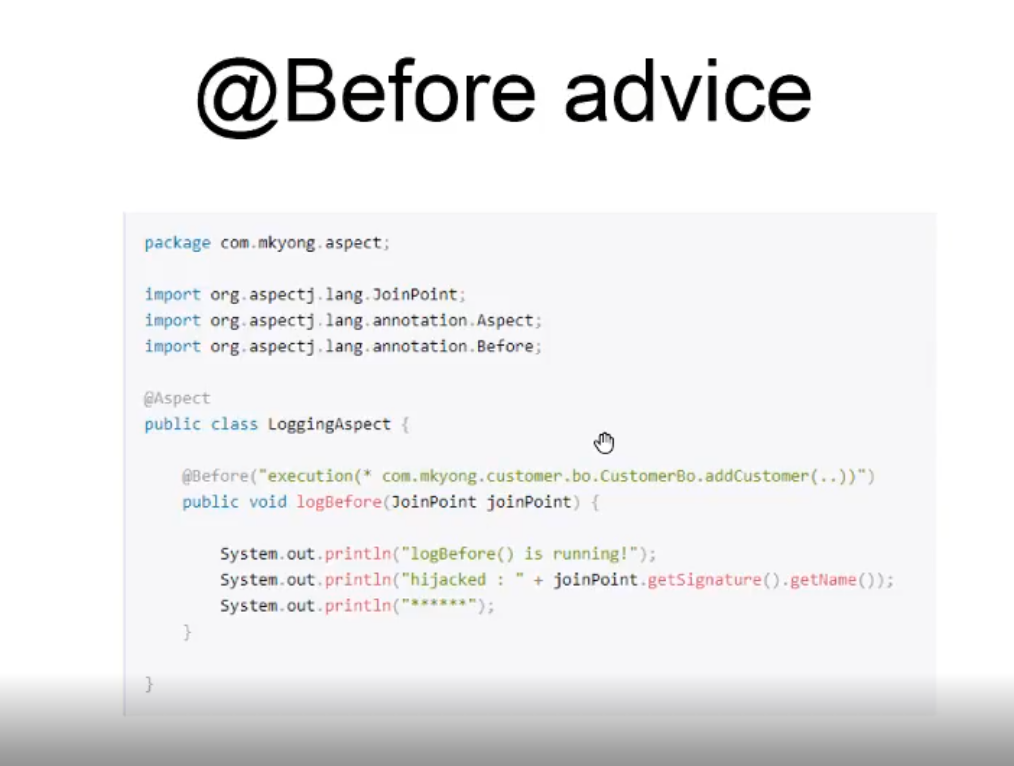 @Before advice
package com.mkyong.aspect;
import org.aspectj.lang.JoinPoint;
import org.aspectj.lang.annotation.Aspect;
import org.aspectj.lang.annotation.Before;
@Aspect
public class LoggingAspect {
@Before("execution(* com.mkyong.customer.bo.CustomerBo.addCustomer(..))")
public void logBefore(JoinPoint joinPoint) {
System.out.println("logBefore() is running!");
System.out.println("hijacked : " + joinPoint.getSignature().getName());
System.out.println("******");
}
}